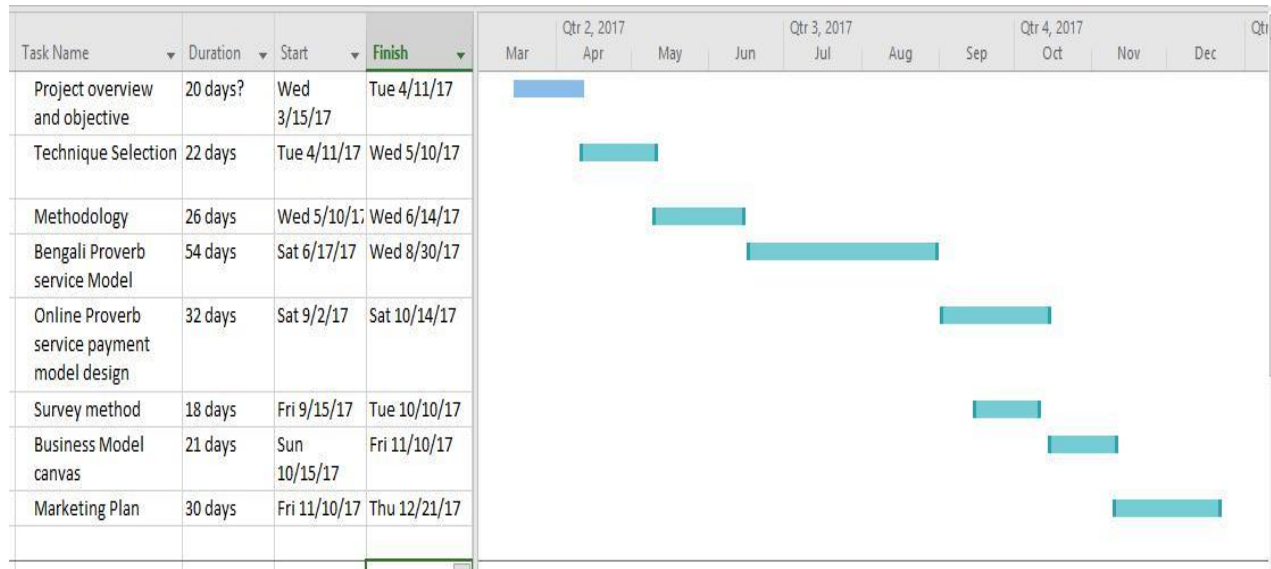 Qtr 2, 2017 Qtr 3, 2017 Qtr 4, 2017 Qt
Task Name Duration Start Finish Mar Apr May Jun Jul Aug Sep Oct Nov Dec
Project overview 20 days? Wed Tue 4/11/17
and objective 3/15/17
Technique Selection 22 days Tue 4/11/17 Wed 5/10/17
Methodology 26 days Wed 5/10/1 Wed 6/14/17
Bengali Proverb 54 days Sat 6/17/17 Wed 8/30/17
service Model
Online Proverb 32 days Sat 9/2/17 Sat 10/14/17
service payment
model design
Survey method 18 days Fri 9/15/17 Tue 10/10/17
Business Model 21 days Sun Fri 11/10/17
canvas 10/15/17
Marketing Plan 30 days Fri 11/10/17 Thu 12/21/17